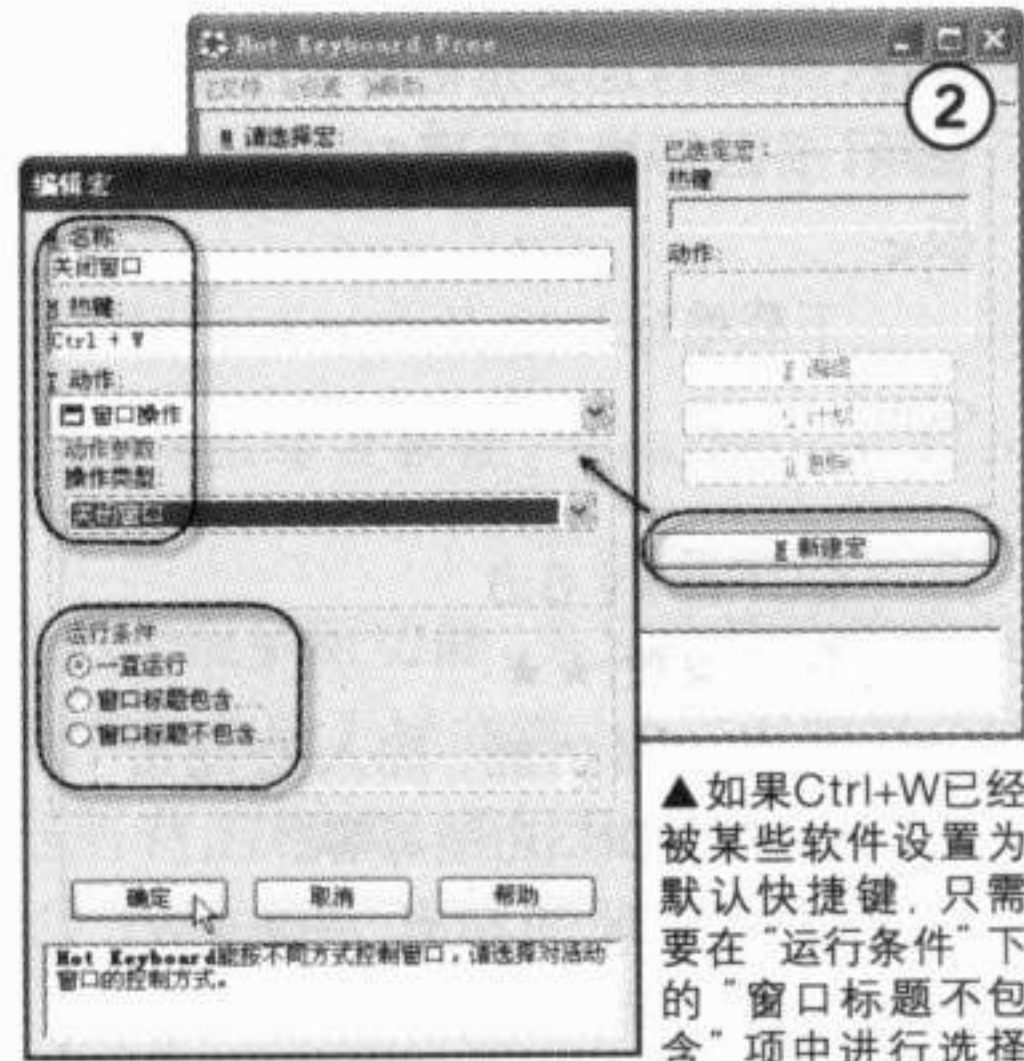 Hot Keyboard Free
2
请选择宏:
已选定宏:
热键
动作:
新建宏
编辑宏
名称
关闭窗口
热键:
Ctrl + W
动作:
窗口操作
动作参数
操作类型:
关闭窗口
运行条件
一直运行
窗口标题包含...
窗口标题不包含...
确定
取消
帮助
Hot Keyboard能按不同方式控制窗口，请选择对活动
窗口的控制方式。
▲如果Ctrl+W已经
被某些软件设置为
默认快捷键，只需
要在“运行条件”下
的“窗口标题不包
含”项中进行选择